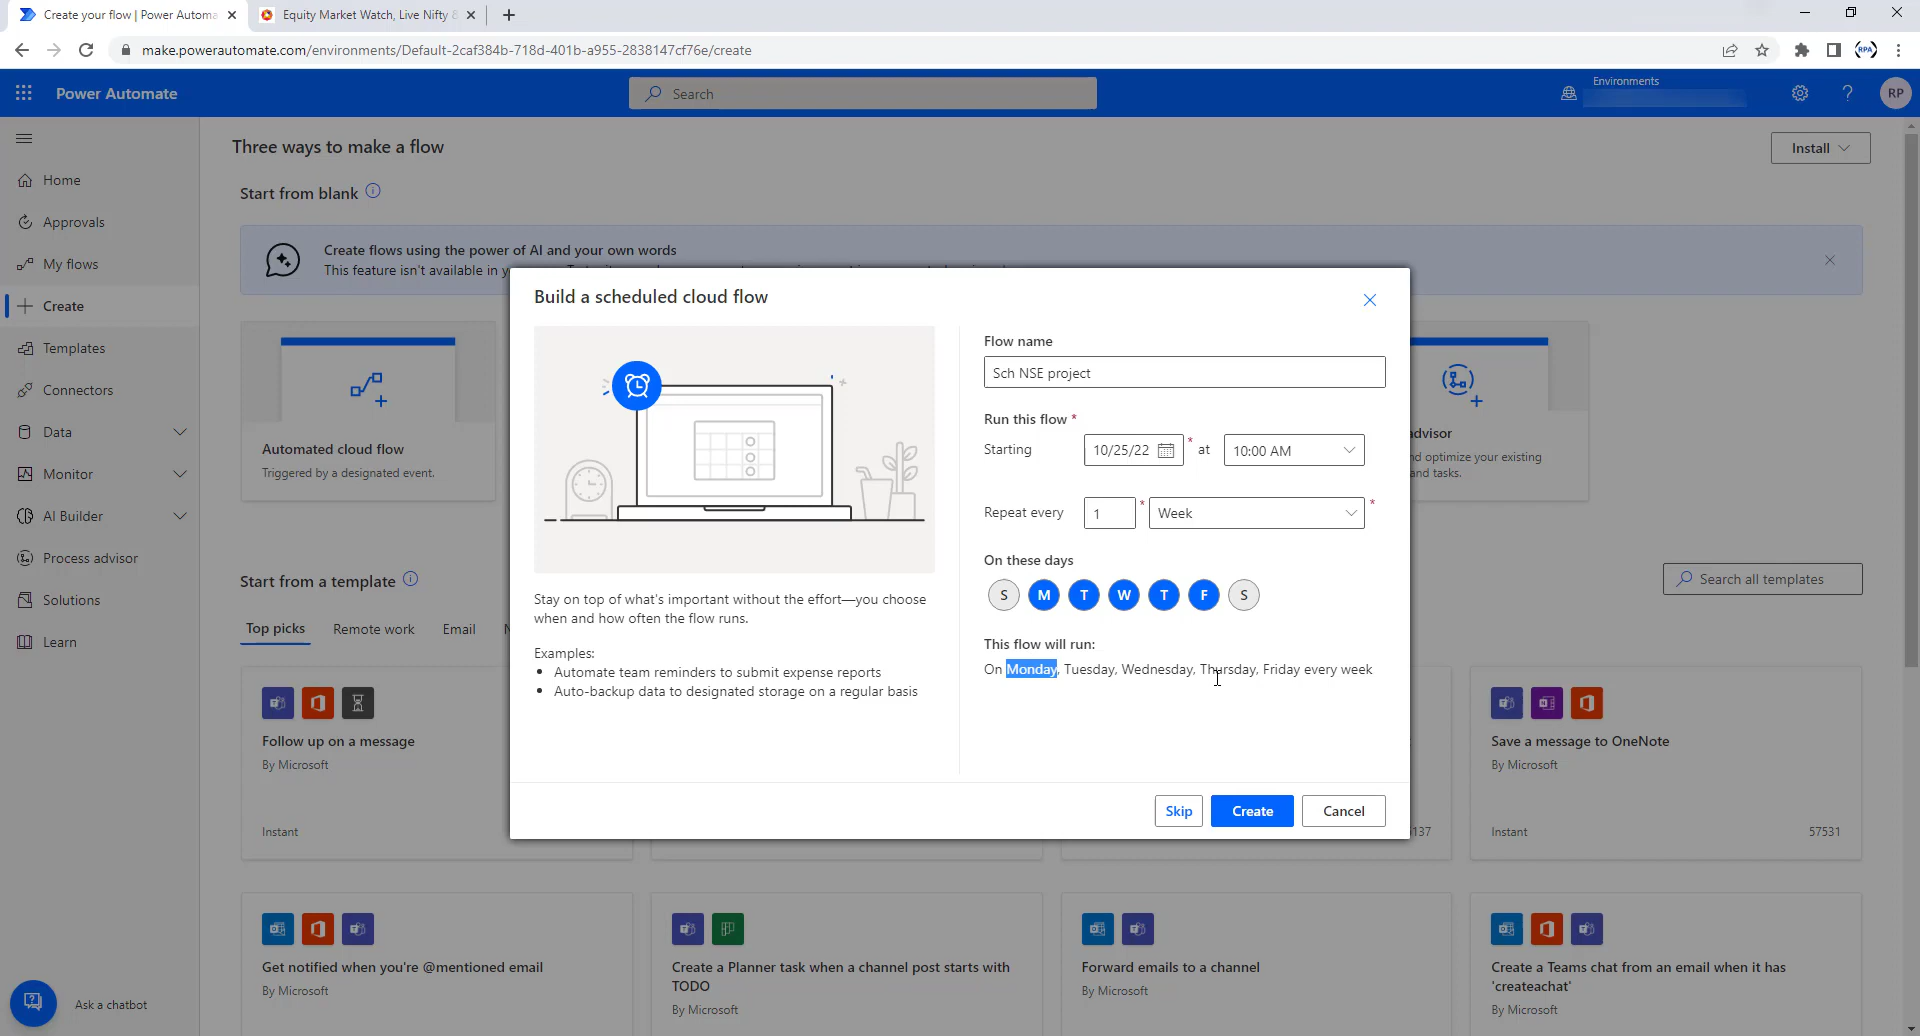 Create your flow | Power Automa
Equity Market Watch, Live Nifty
make.powerautomate.com/environments/Default-2caf384b-718d-401b-a955-2838147cf76e/create
RPA
Power Automate
Search
Environments
RP
Three ways to make a flow
Install
Start from blank
Home
Approvals
My flows
Create
Templates
Connectors
Data
Monitor
AI Builder
Process advisor
Solutions
Learn
Create flows using the power of AI and your own words
This feature isn't available in
Automated cloud flow
Triggered by a designated event.
advisor
nd optimize your existing
and tasks.
Build a scheduled cloud flow
Stay on top of what's important without the effort—you choose
when and how often the flow runs.
Examples:
Automate team reminders to submit expense reports
Auto-backup data to designated storage on a regular basis
Flow name
Sch NSE project
Run this flow *
Starting 10/25/22 * at 10:00 AM
Repeat every 1 * Week *
On these days
S M T W T F S
This flow will run:
On Monday, Tuesday, Wednesday, Thursday, Friday every week
Skip Create Cancel
Start from a template
Search all templates
Top picks Remote work Email
Follow up on a message
By Microsoft
Instant
137
Save a message to OneNote
By Microsoft
Instant 57531
Get notified when you're @mentioned email
By Microsoft
Create a Planner task when a channel post starts with
TODO
By Microsoft
Forward emails to a channel
By Microsoft
Create a Teams chat from an email when it has
'createachat'
By Microsoft
Ask a chatbot